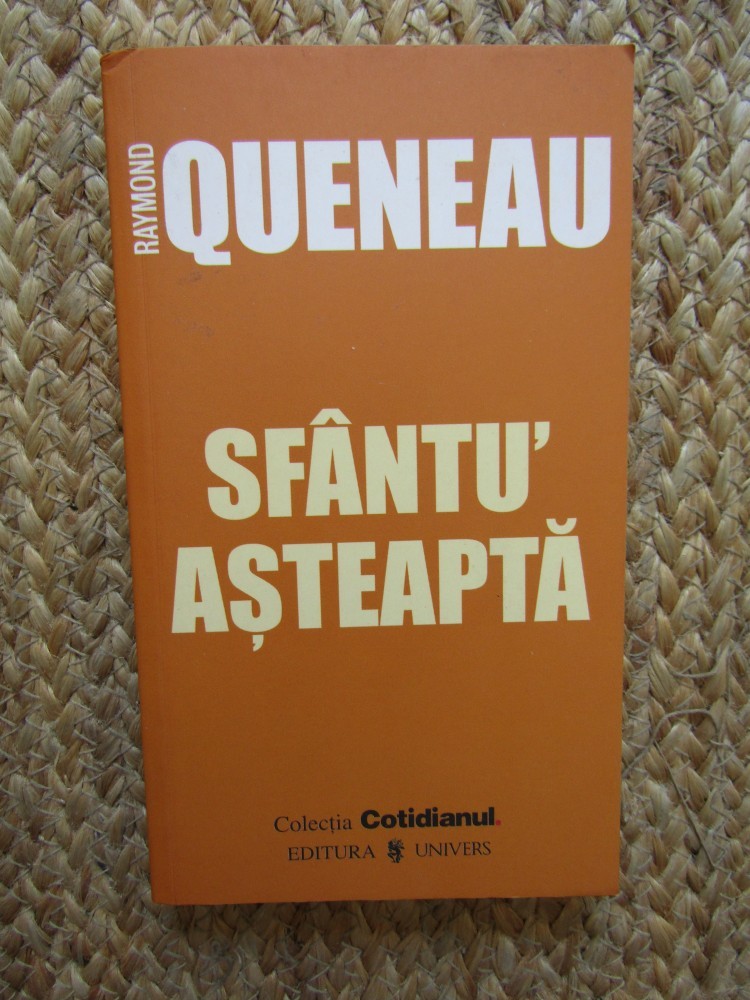 RAYMOND
QUENEAU
SFÂNTU'
AȘTEAPTĂ
Colecția Cotidianul.
EDITURA UNIVERS